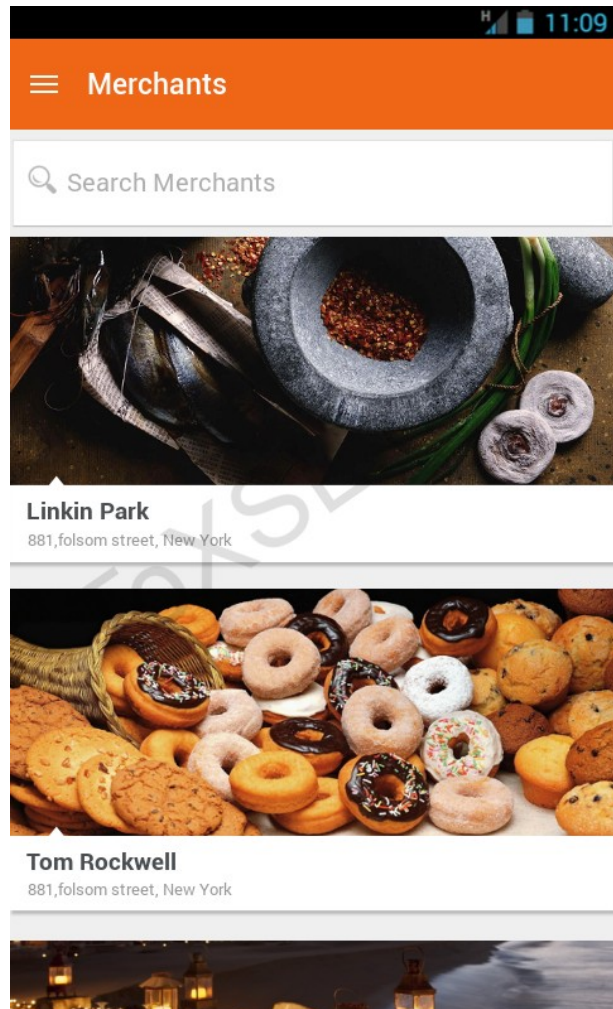 H 11:09
Merchants
Search Merchants
Linkin Park
881,folsom street, New York
Tom Rockwell
881,folsom street, New York